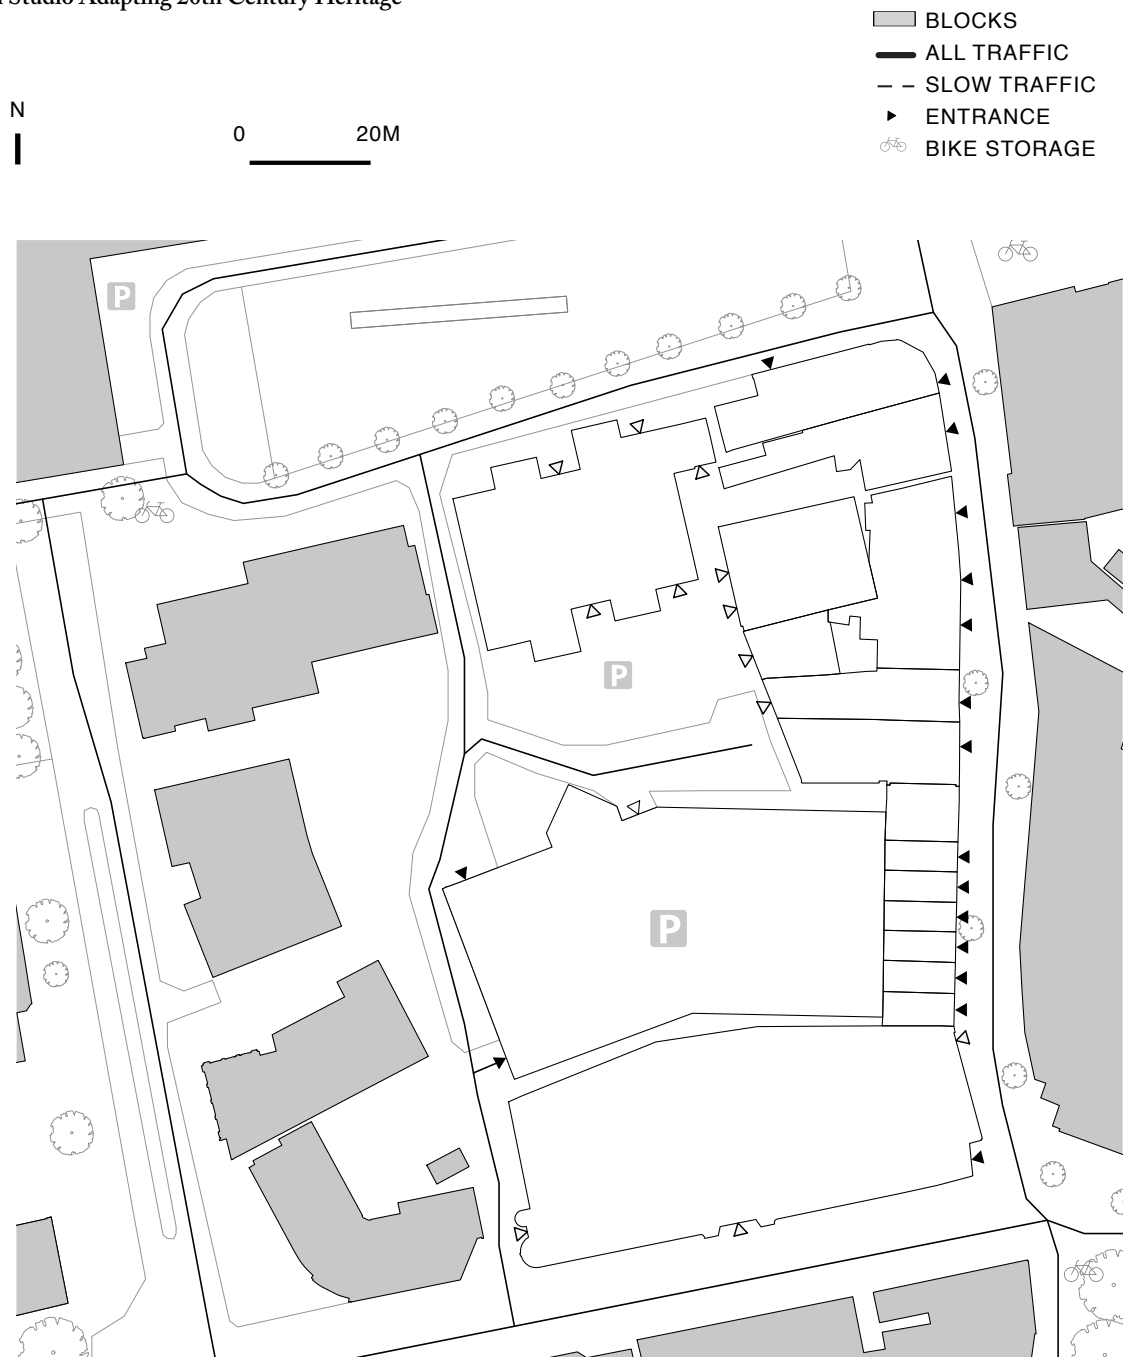 Studio Adapting 20th Century Heritage
BLOCKS
ALL TRAFFIC
SLOW TRAFFIC
ENTRANCE
BIKE STORAGE
N
0 20M
P
P
P